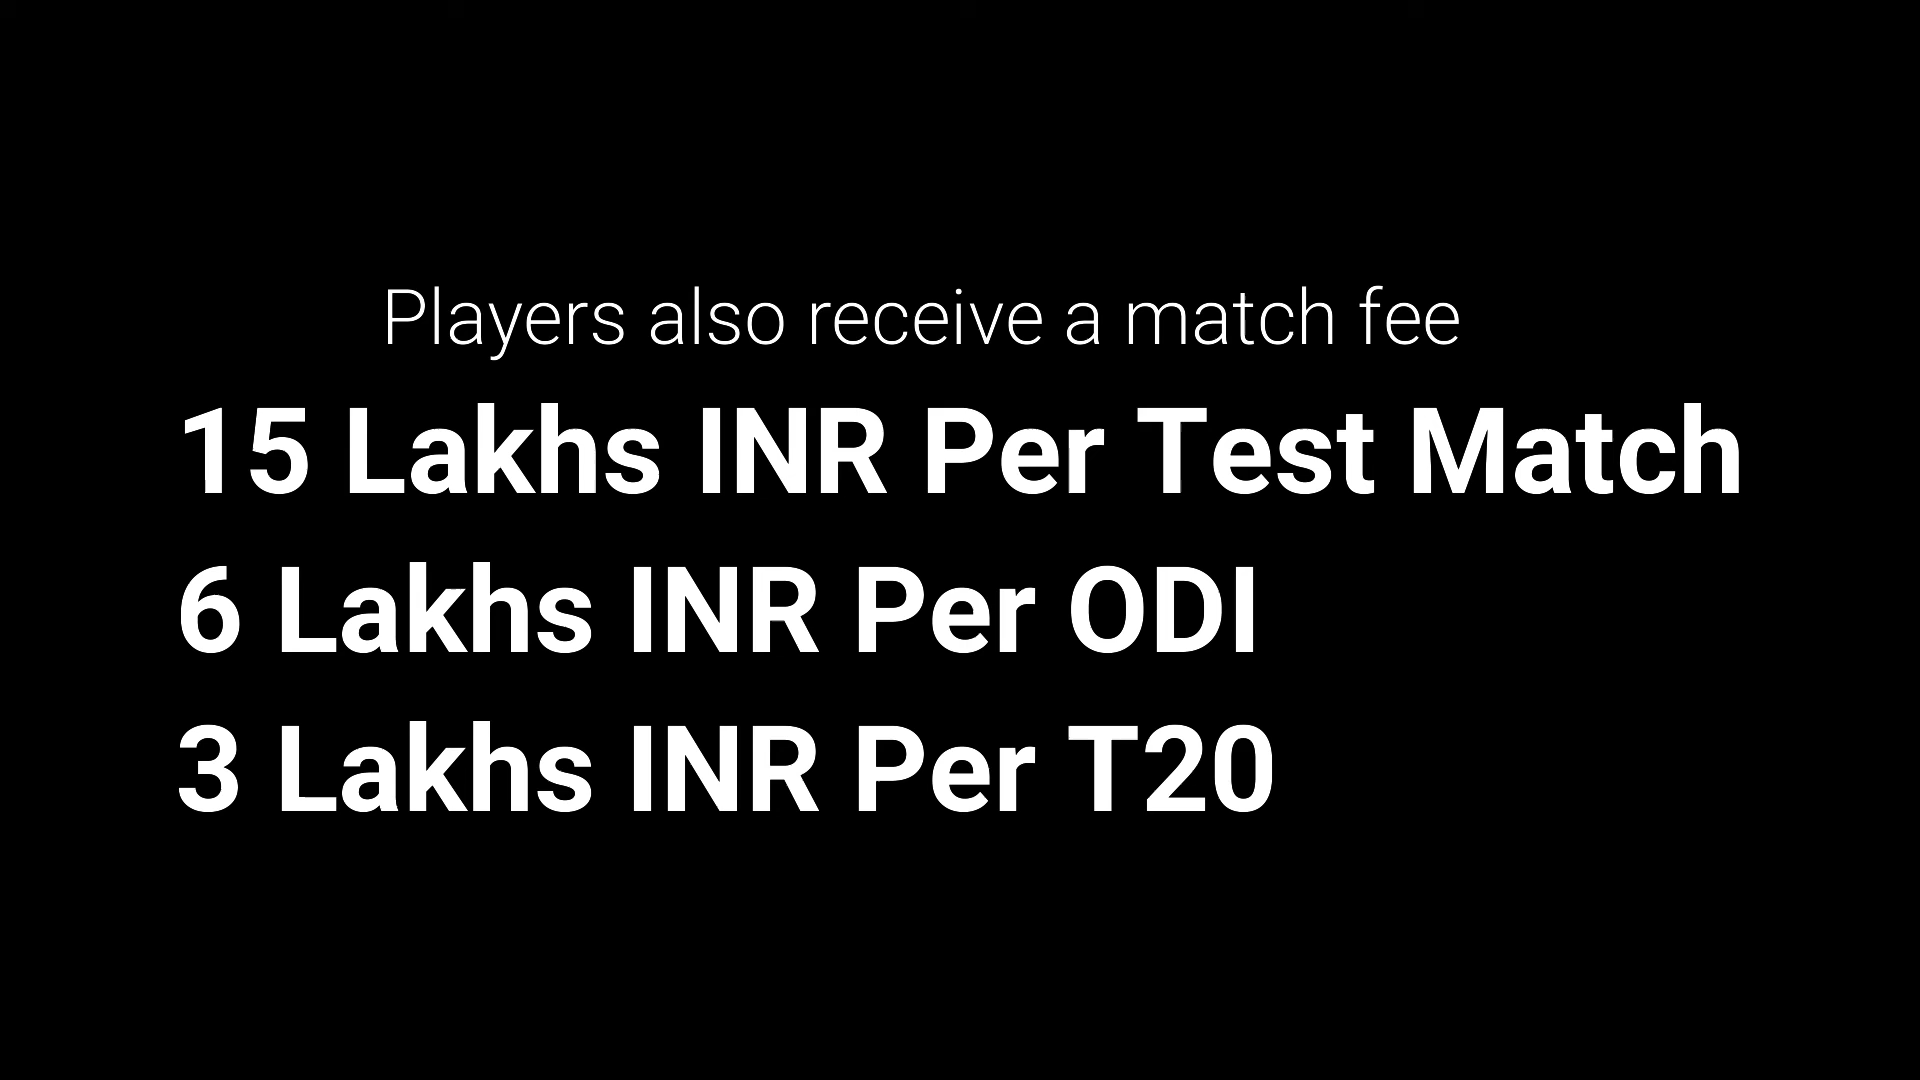 Players also receive a match fee
15 Lakhs INR Per Test Match
6 Lakhs INR Per ODI
3 Lakhs INR Per T20